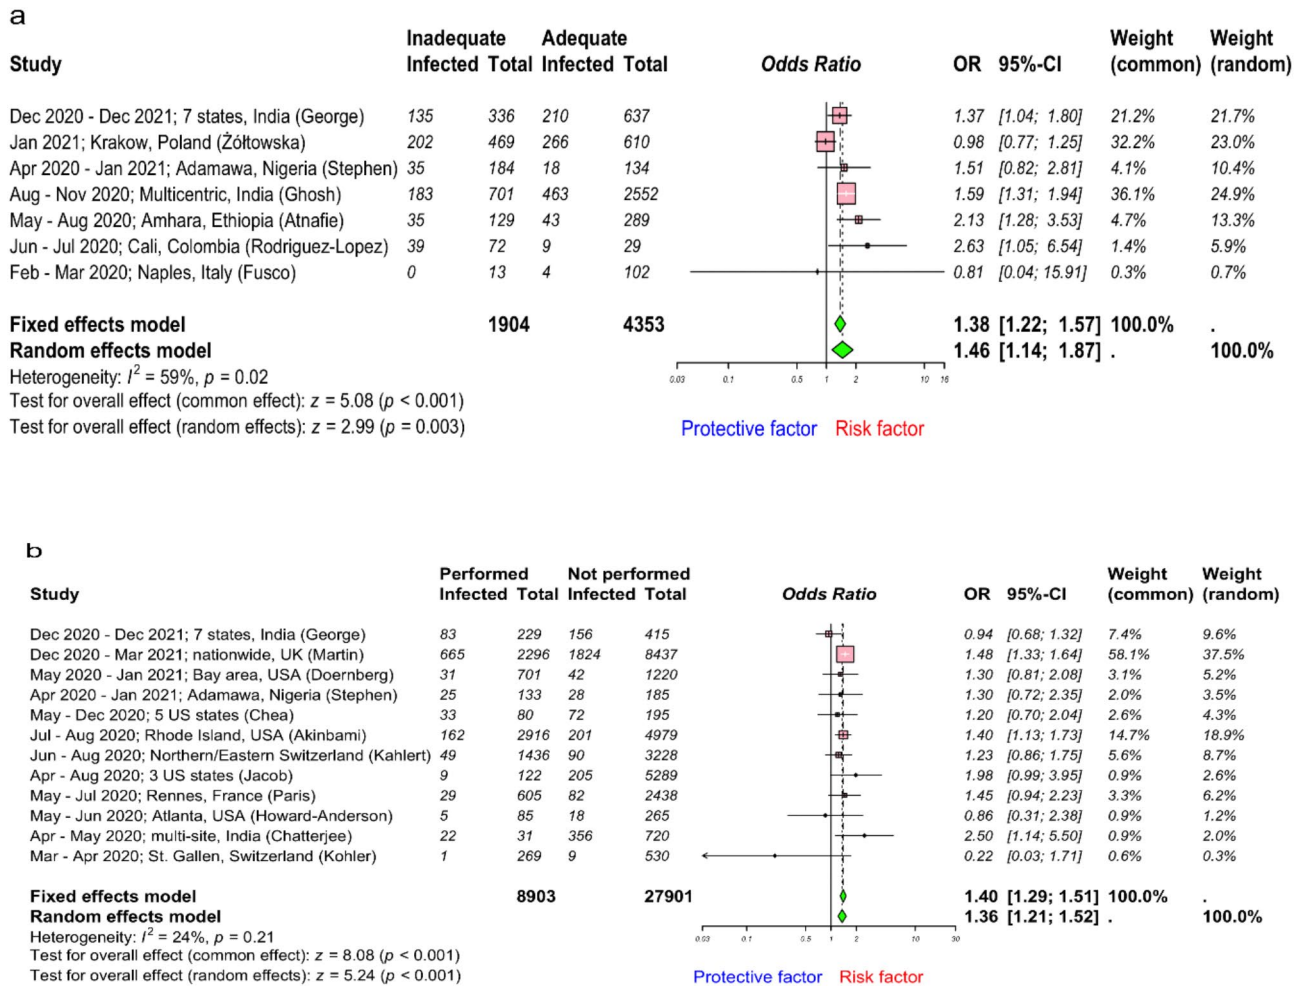 a
Inadequate Adequate Weight Weight
Study Infected Total Infected Total Odds Ratio OR 95%-CI (common) (random)
Dec 2020 - Dec 2021; 7 states, India (George) 135 336 210 637 1.37 [1.04; 1.80] 21.2% 21.7%
Jan 2021; Krakow, Poland (Żółtowska) 202 469 266 610 0.98 [0.77; 1.25] 32.2% 23.0%
Apr 2020 - Jan 2021; Adamawa, Nigeria (Stephen) 35 184 18 134 1.51 [0.82; 2.81] 4.1% 10.4%
Aug - Nov 2020; Multicentric, India (Ghosh) 183 701 463 2552 1.59 [1.31; 1.94] 36.1% 24.9%
May - Aug 2020; Amhara, Ethiopia (Atnafie) 35 129 43 289 2.13 [1.28; 3.53] 4.7% 13.3%
Jun - Jul 2020; Cali, Colombia (Rodriguez-Lopez) 39 72 9 29 2.63 [1.05; 6.54] 1.4% 5.9%
Feb - Mar 2020; Naples, Italy (Fusco) 0 13 4 102 0.81 [0.04; 15.91] 0.3% 0.7%
Fixed effects model 1904 4353 1.38 [1.22; 1.57] 100.0% .
Random effects model 1.46 [1.14; 1.87] . 100.0%
Heterogeneity: I² = 59%, p = 0.02
0.03 0.1 0.5 1 2 10 16
Test for overall effect (common effect): z = 5.08 (p < 0.001)
Test for overall effect (random effects): z = 2.99 (p = 0.003)
Protective factor Risk factor
b
Performed Not performed Weight Weight
Study Infected Total Infected Total Odds Ratio OR 95%-CI (common) (random)
Dec 2020 - Dec 2021; 7 states, India (George) 83 229 156 415 0.94 [0.68; 1.32] 7.4% 9.6%
Dec 2020 - Mar 2021; nationwide, UK (Martin) 665 2296 1824 8437 1.48 [1.33; 1.64] 58.1% 37.5%
May 2020 - Jan 2021; Bay area, USA (Doernberg) 31 701 42 1220 1.30 [0.81; 2.08] 3.1% 5.2%
Apr 2020 - Jan 2021; Adamawa, Nigeria (Stephen) 25 133 28 185 1.30 [0.72; 2.35] 2.0% 3.5%
May - Dec 2020; 5 US states (Chea) 33 80 72 195 1.20 [0.70; 2.04] 2.6% 4.3%
Jul - Aug 2020; Rhode Island, USA (Akinbami) 162 2916 201 4979 1.40 [1.13; 1.73] 14.7% 18.9%
Jun - Aug 2020; Northern/Eastern Switzerland (Kahlert) 49 1436 90 3228 1.23 [0.86; 1.75] 5.6% 8.7%
Apr - Aug 2020; 3 US states (Jacob) 9 122 205 5289 1.98 [0.99; 3.95] 0.9% 2.6%
May - Jul 2020; Rennes, France (Paris) 29 605 82 2438 1.45 [0.94; 2.23] 3.3% 6.2%
May - Jun 2020; Atlanta, USA (Howard-Anderson) 5 85 18 265 0.86 [0.31; 2.38] 0.9% 1.2%
Apr - May 2020; multi-site, India (Chatterjee) 22 31 356 720 2.50 [1.14; 5.50] 0.9% 2.0%
Mar - Apr 2020; St. Gallen, Switzerland (Kohler) 1 269 9 530 0.22 [0.03; 1.71] 0.6% 0.3%
Fixed effects model 8903 27901 1.40 [1.29; 1.51] 100.0% .
Random effects model 1.36 [1.21; 1.52] . 100.0%
Heterogeneity: I² = 24%, p = 0.21
0.03 0.1 0.5 1 2 10 30
Test for overall effect (common effect): z = 8.08 (p < 0.001)
Test for overall effect (random effects): z = 5.24 (p < 0.001)
Protective factor Risk factor